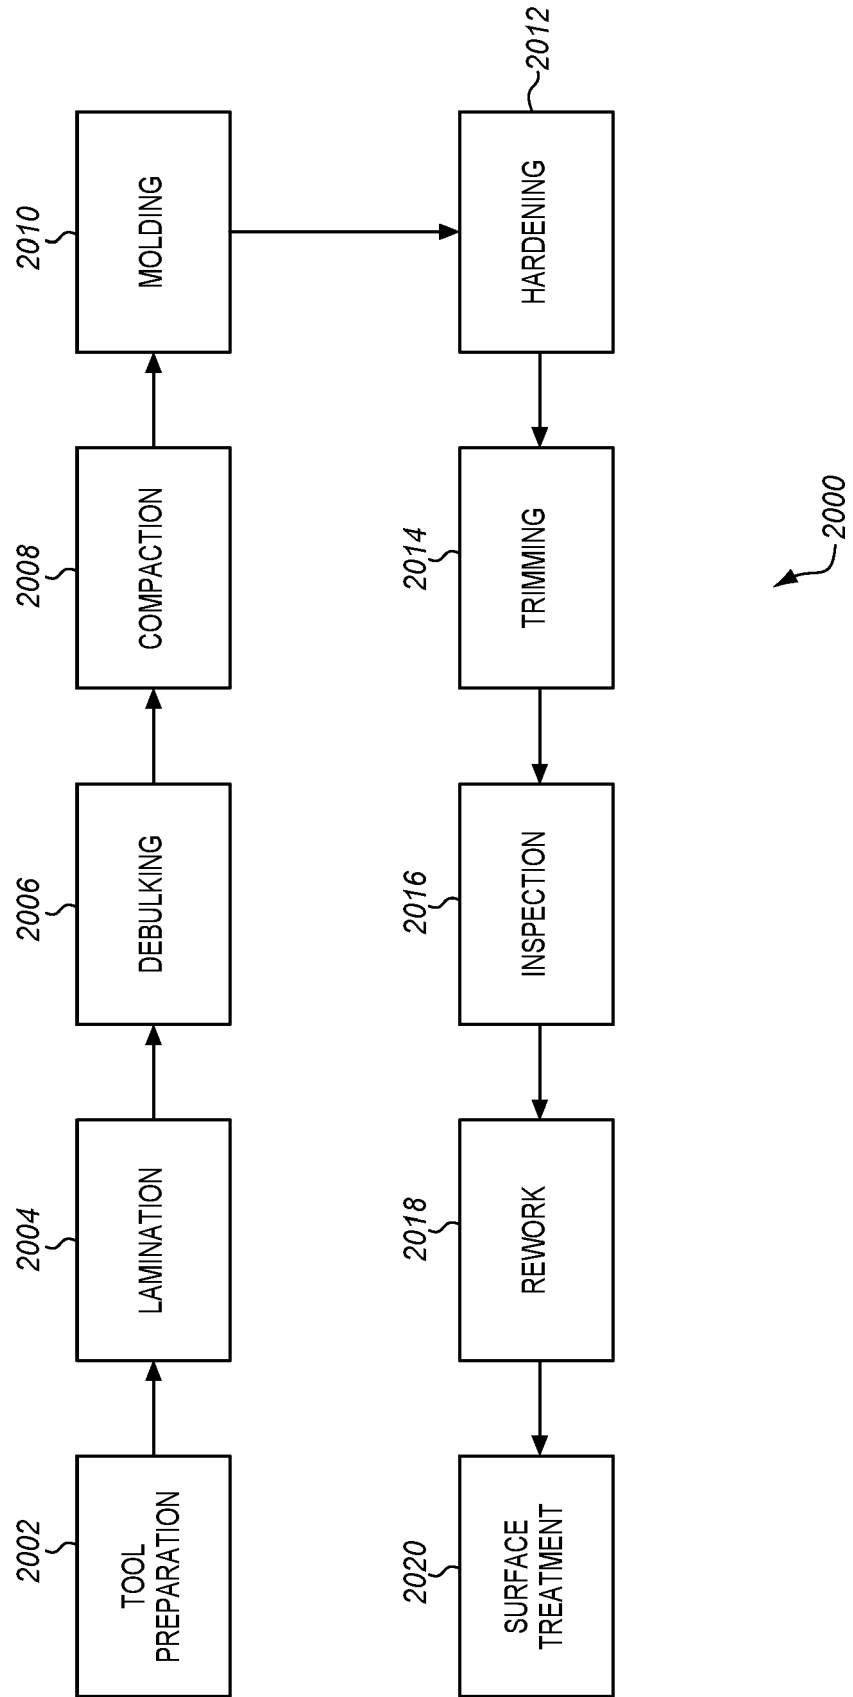 2002
TOOL
PREPARATION
2004
LAMINATION
2006
DEBULKING
2008
COMPACTION
2010
MOLDING
2012
HARDENING
2014
TRIMMING
2016
INSPECTION
2018
REWORK
2020
SURFACE
TREATMENT
2000